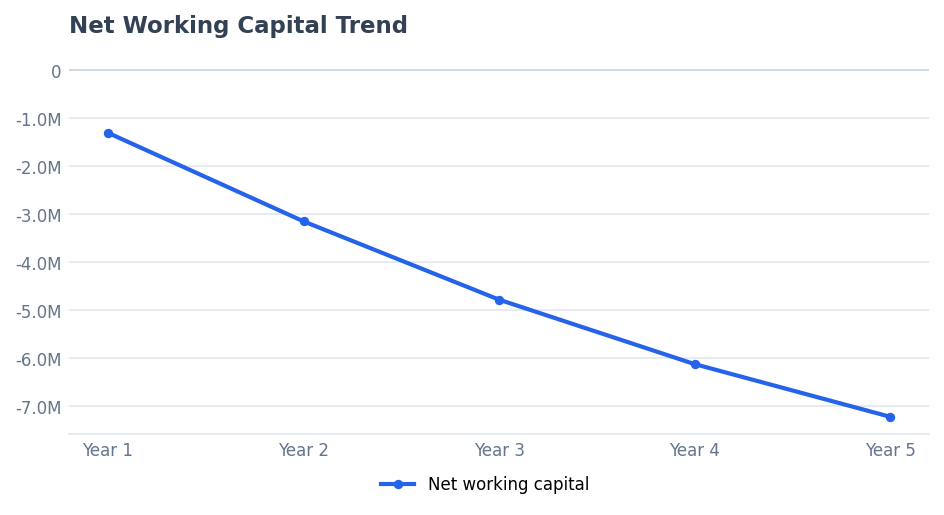 Net Working Capital Trend
0
-1.0M
-2.0M
-3.0M
-4.0M
-5.0M
-6.0M
-7.0M
Year 1 Year 2 Year 3 Year 4 Year 5
Net working capital